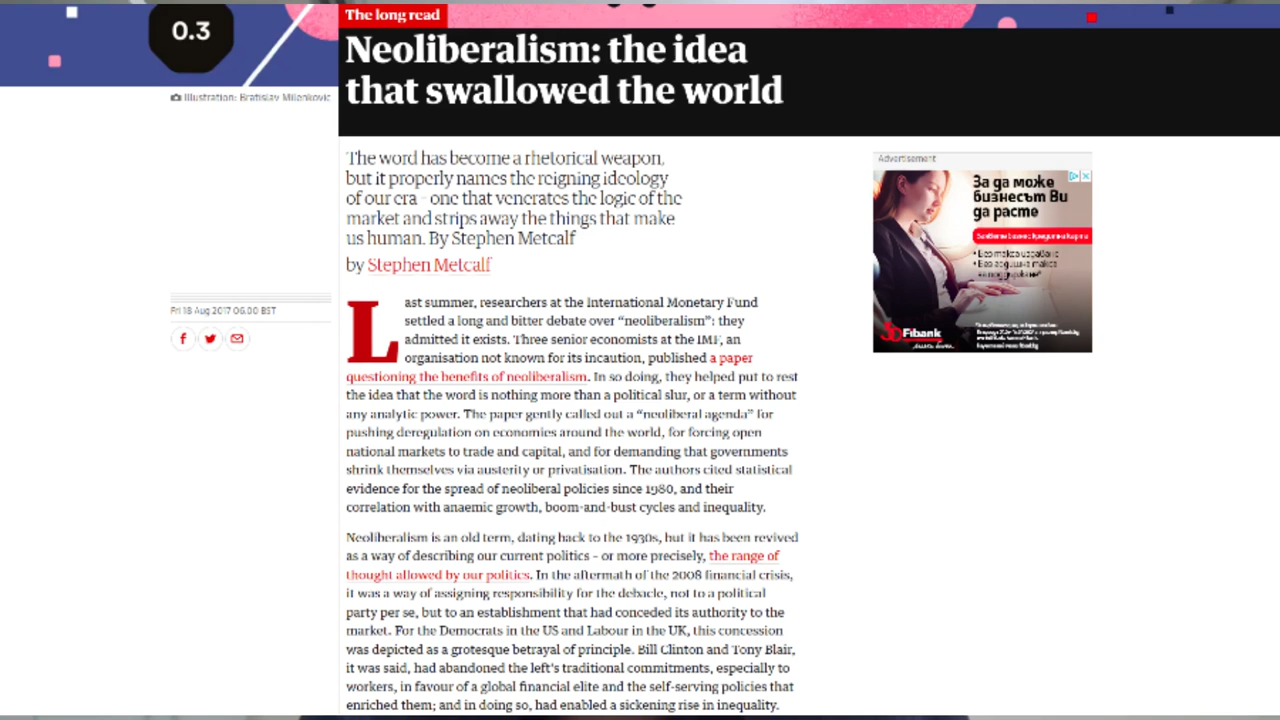 0.3
The long read
Neoliberalism: the idea
that swallowed the world
Illustration: Bratislav Milenkovic
The word has become a rhetorical weapon,
but it properly names the reigning ideology
of our era - one that venerates the logic of the
market and strips away the things that make
us human. By Stephen Metcalf
by Stephen Metcalf
Fri 18 Aug 2017 06.00 BST
Last summer, researchers at the International Monetary Fund
settled a long and bitter debate over “neoliberalism”: they
admitted it exists. Three senior economists at the IMF, an
organisation not known for its incaution, published a paper
questioning the benefits of neoliberalism. In so doing, they helped put to rest
the idea that the word is nothing more than a political slur, or a term without
any analytic power. The paper gently called out a “neoliberal agenda” for
pushing deregulation on economies around the world, for forcing open
national markets to trade and capital, and for demanding that governments
shrink themselves via austerity or privatisation. The authors cited statistical
evidence for the spread of neoliberal policies since 1980, and their
correlation with anaemic growth, boom-and-bust cycles and inequality.
Neoliberalism is an old term, dating back to the 1930s, but it has been revived
as a way of describing our current politics – or more precisely, the range of
thought allowed by our politics. In the aftermath of the 2008 financial crisis,
it was a way of assigning responsibility for the debacle, not to a political
party per se, but to an establishment that had conceded its authority to the
market. For the Democrats in the US and Labour in the UK, this concession
was depicted as a grotesque betrayal of principle. Bill Clinton and Tony Blair,
it was said, had abandoned the left's traditional commitments, especially to
workers, in favour of a global financial elite and the self-serving policies that
enriched them; and in doing so, had enabled a sickening rise in inequality.
Advertisement
За да може
бизнесът Ви
да расте
Fibank